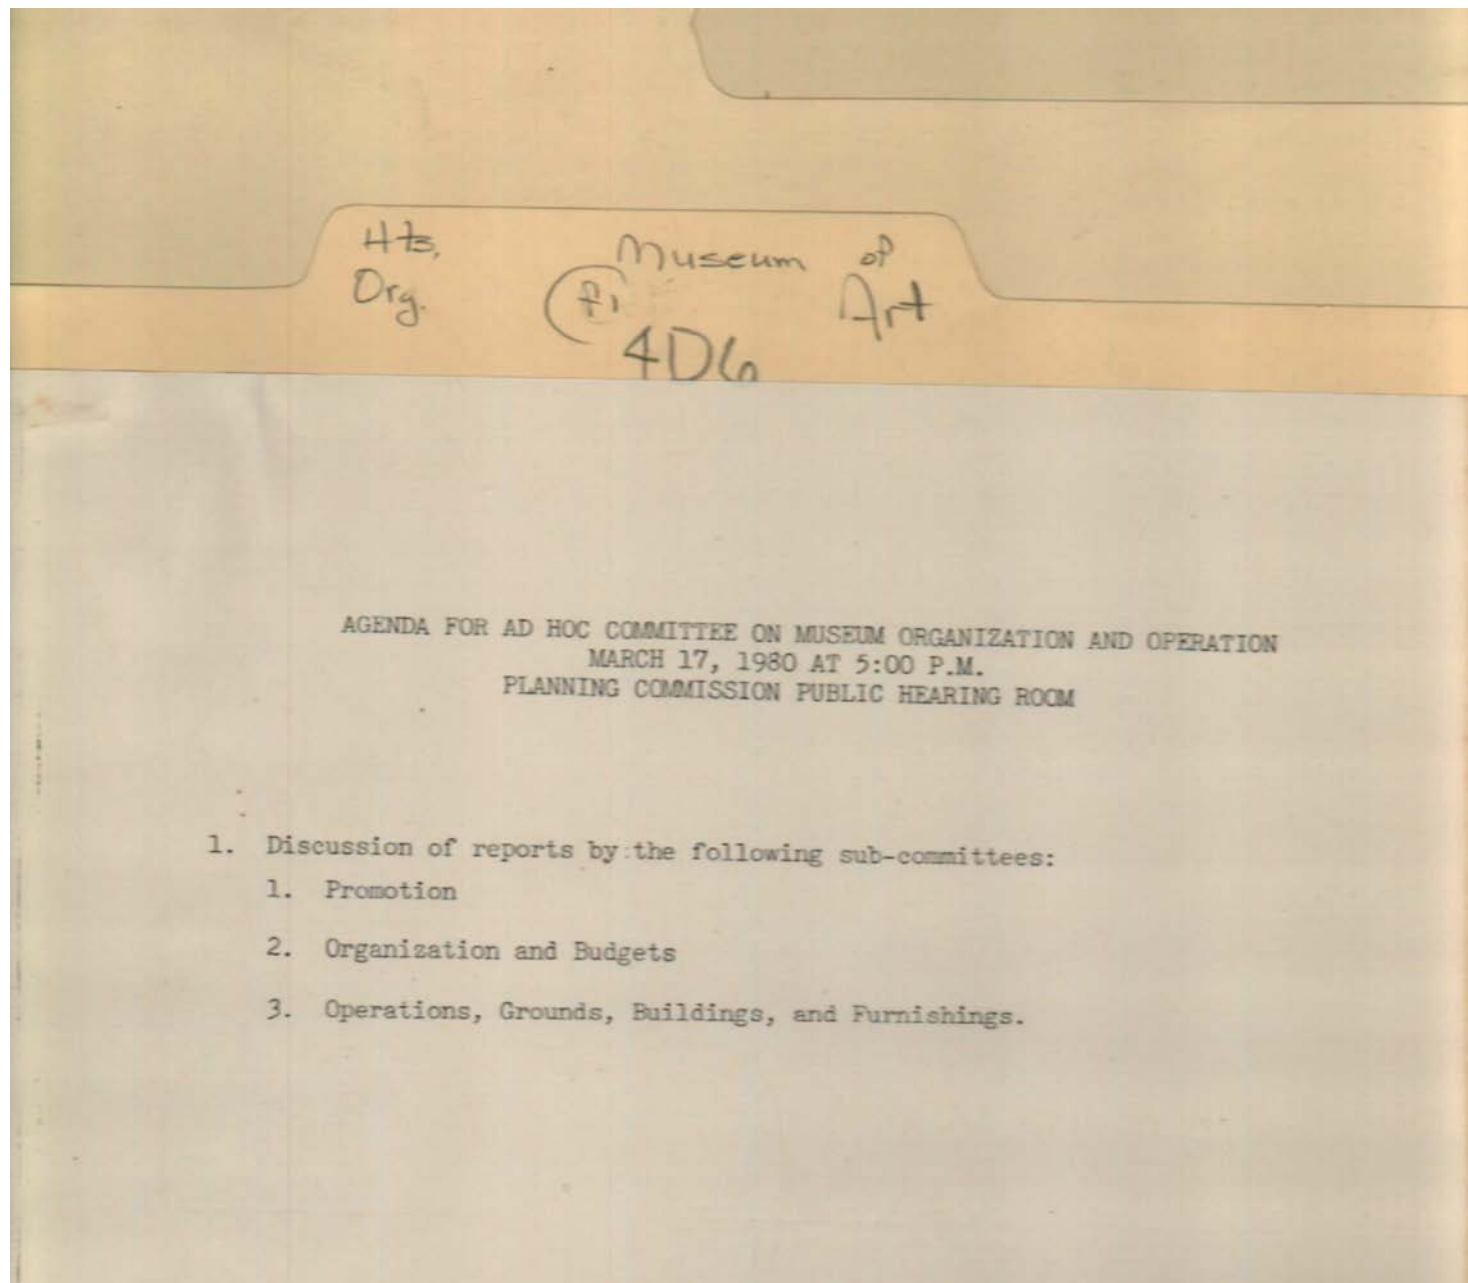 Hts, Museum of
Org. Art
4D6
AGENDA FOR AD HOC COMMITTEE ON MUSEUM ORGANIZATION AND OPERATION
MARCH 17, 1980 AT 5:00 P.M.
PLANNING COMMISSION PUBLIC HEARING ROOM
1. Discussion of reports by the following sub-committees:
1. Promotion
2. Organization and Budgets
3. Operations, Grounds, Buildings, and Furnishings.